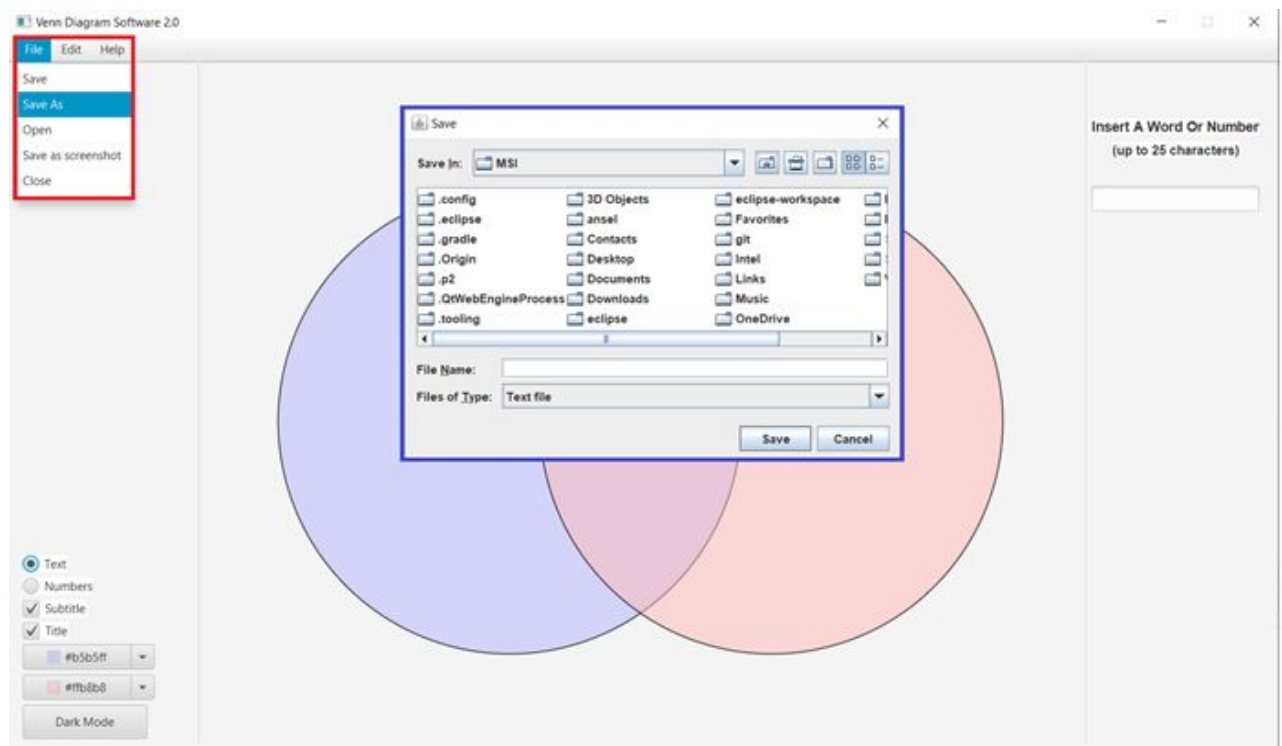 Venn Diagram Software 2.0
File Edit Help
Save
Save As
Open
Save as screenshot
Close
Save
Save In: MSI
.config 3D Objects eclipse-workspace
.eclipse ansel Favorites
.gradle Contacts git
.Origin Desktop Intel
.p2 Documents Links
.QtWebEngineProcess Downloads Music
.tooling eclipse OneDrive
File Name:
Files of Type: Text file
Save Cancel
Insert A Word Or Number
(up to 25 characters)
Text
Numbers
Subtitle
Title
#b5b5ff
#ffb8b8
Dark Mode